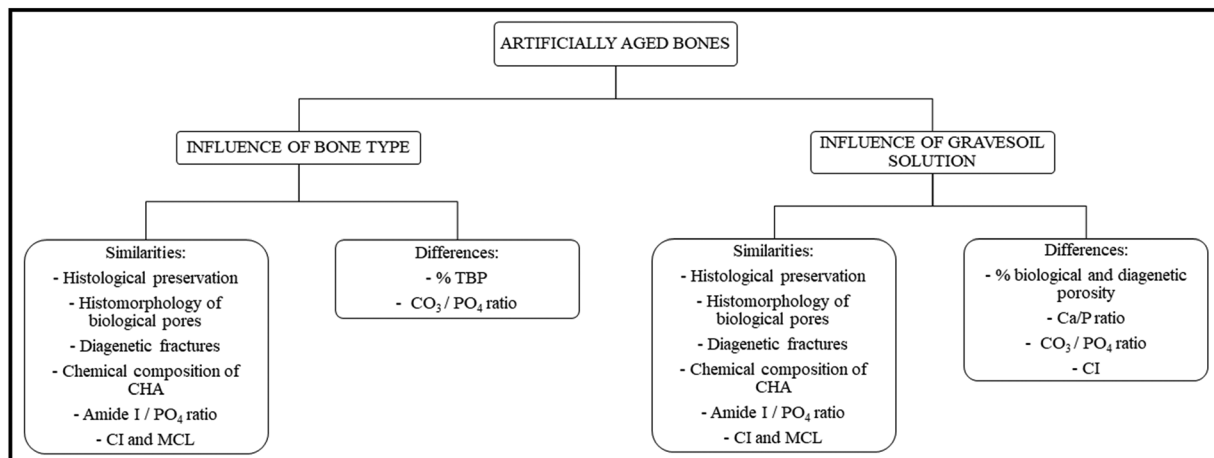 ARTIFICIALLY AGED BONES
INFLUENCE OF BONE TYPE
INFLUENCE OF GRAVESOIL
SOLUTION
Similarities:
- Histological preservation
- Histomorphology of
biological pores
- Diagenetic fractures
- Chemical composition of
CHA
- Amide I / PO₄ ratio
- CI and MCL
Differences:
- % TBP
- CO₃ / PO₄ ratio
Similarities:
- Histological preservation
- Histomorphology of
biological pores
- Diagenetic fractures
- Chemical composition of
CHA
- Amide I / PO₄ ratio
- CI and MCL
Differences:
- % biological and diagenetic
porosity
- Ca/P ratio
- CO₃ / PO₄ ratio
- CI